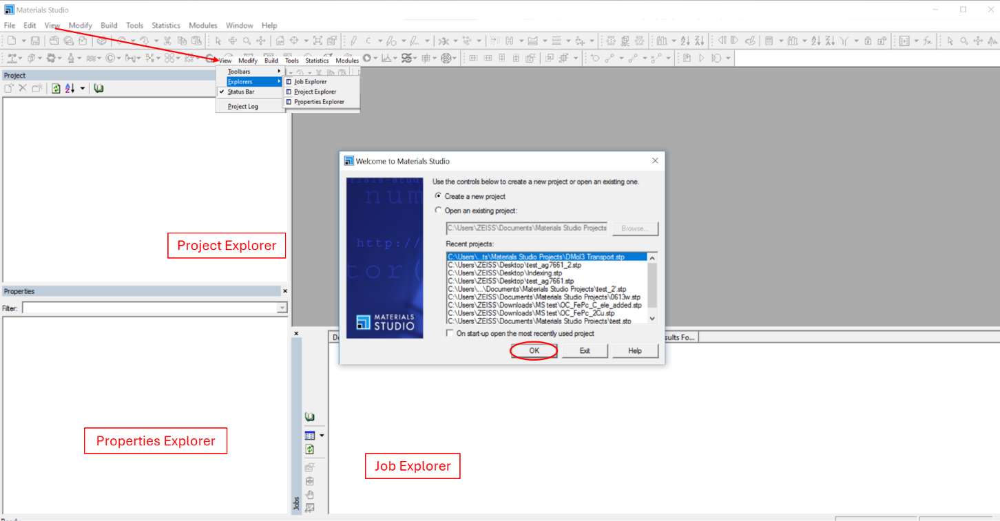 Materials Studio
File Edit View Modify Build Tools Statistics Modules Window Help
View Modify Build Tools Statistics Modules
Toolbars
Explorers
Status Bar
Project Log
Job Explorer
Project Explorer
Properties Explorer
Project
Project Explorer
Properties
Filter:
Properties Explorer
Welcome to Materials Studio
Use the controls below to create a new project or open an existing one.
Create a new project
Open an existing project:
C:\Users\ZEISS\Documents\Materials Studio Projects
Browse...
Recent projects:
C:\Users\...ts\Materials Studio Projects\DMol3 Transport.stp
C:\Users\ZEISS\Desktop\test_ag7661_2.stp
C:\Users\ZEISS\Desktop\Indexing.stp
C:\Users\ZEISS\Desktop\test_ag7661.stp
C:\Users\...\Documents\Materials Studio Projects\test_2'.stp
C:\Users\ZEISS\Documents\Materials Studio Projects\0613w.stp
C:\Users\ZEISS\Downloads\MS test\OC_FePc_C_ele_added.stp
C:\Users\ZEISS\Downloads\MS test\OC_FePc_2Cu.stp
C:\Users\ZEISS\Documents\Materials Studio Projects\test.stp
On start-up open the most recently used project
OK Exit Help
num
http://
tor(
MATERIALS
STUDIO
De
sults Fo...
Jobs
Job Explorer